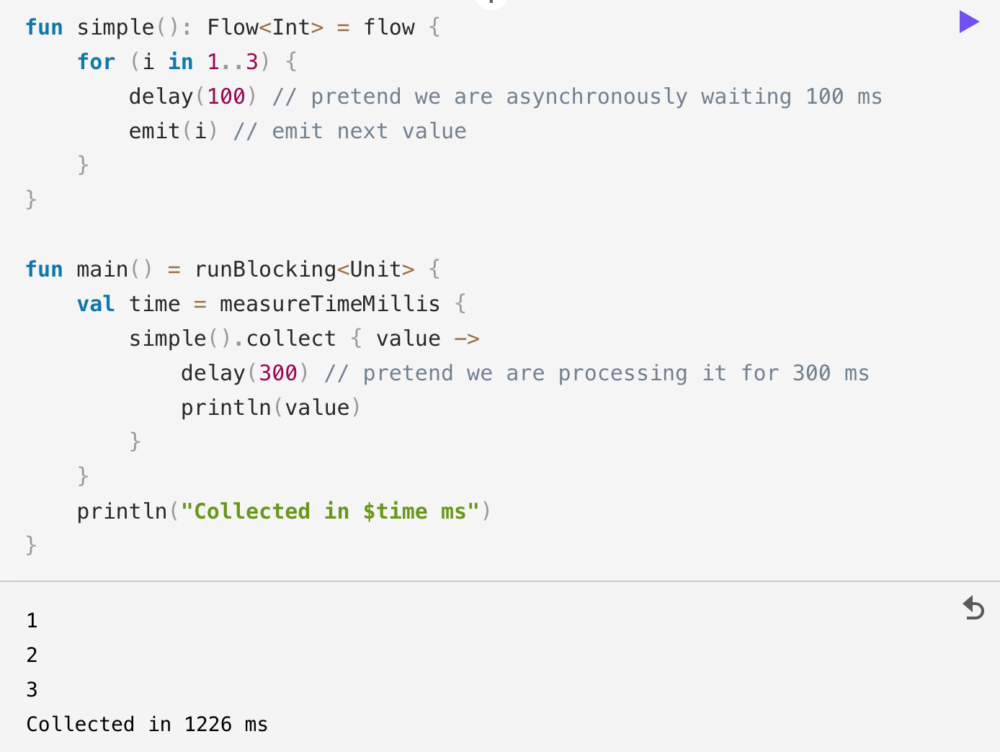 fun simple(): Flow<Int> = flow {
    for (i in 1..3) {
        delay(100) // pretend we are asynchronously waiting 100 ms
        emit(i) // emit next value
    }
}

fun main() = runBlocking<Unit> {
    val time = measureTimeMillis {
        simple().collect { value ->
            delay(300) // pretend we are processing it for 300 ms
            println(value)
        }
    }
    println("Collected in $time ms")
}
1
2
3
Collected in 1226 ms